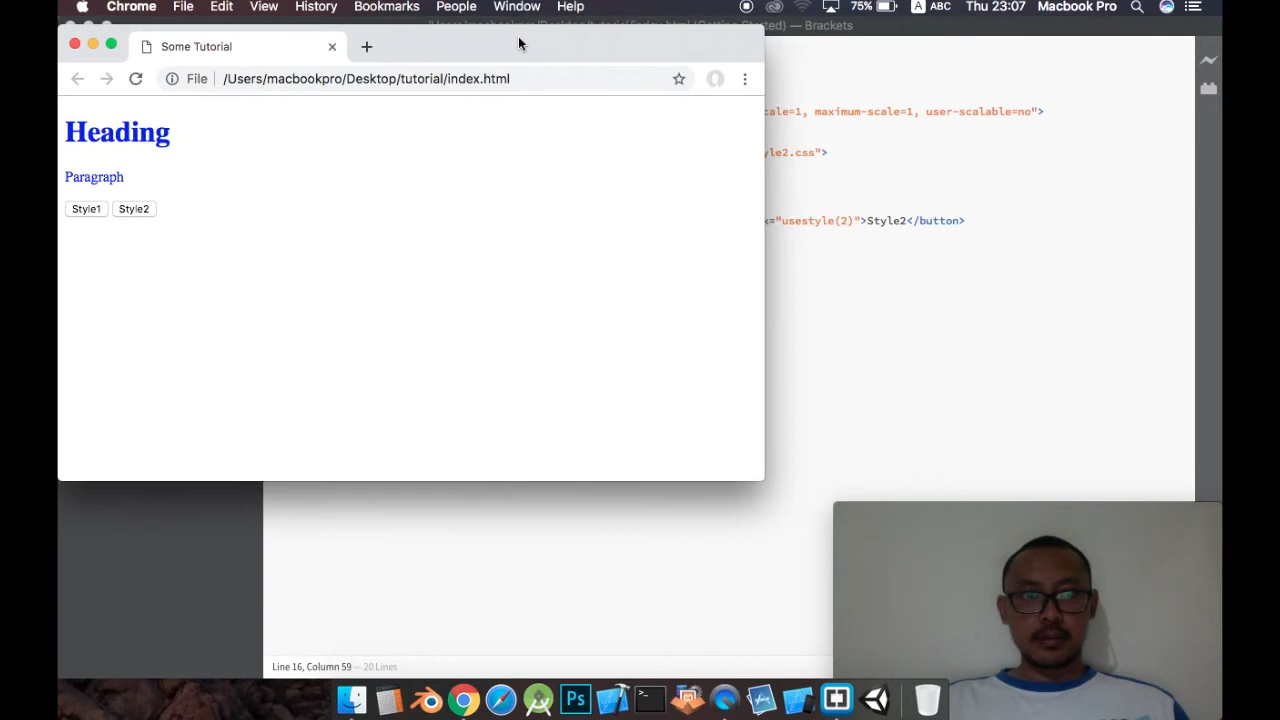 Chrome File Edit View History Bookmarks People Window Help 75% A ABC Thu 23:07 Macbook Pro
Some Tutorial
— Brackets
File /Users/macbookpro/Desktop/tutorial/index.html
Heading
Paragraph
Style1 Style2
cale=1, maximum-scale=1, user-scalable=no">
yle2.css">
k="usestyle(2)">Style2</button>
Line 16, Column 59 — 20 Lines
Ps